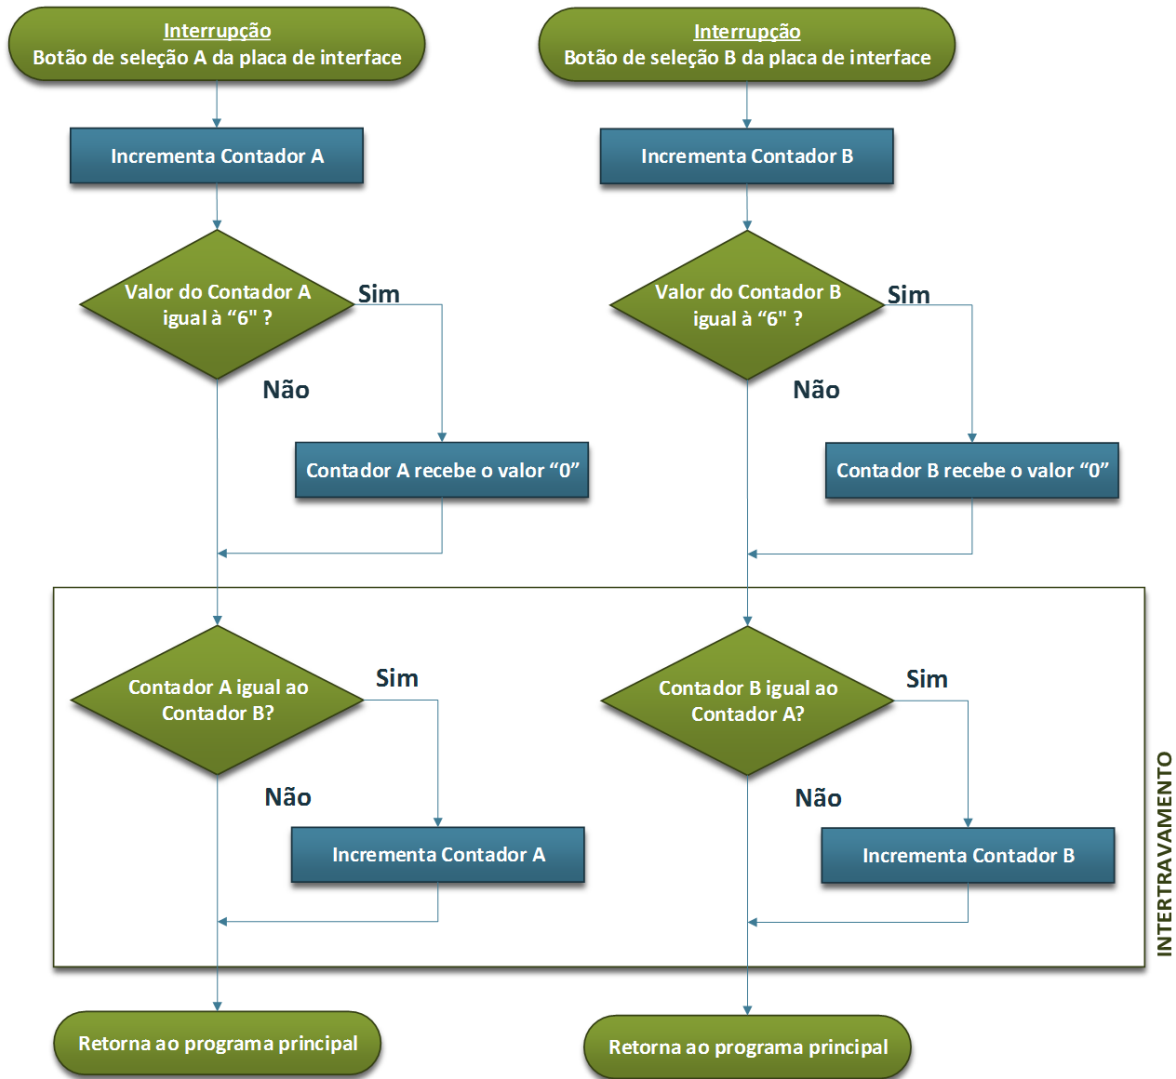 Interrupção
Botão de seleção A da placa de interface
Incrementa Contador A
Valor do Contador A
igual à “6" ?
Sim
Não
Contador A recebe o valor “0”
Contador A igual ao
Contador B?
Sim
Não
Incrementa Contador A
Retorna ao programa principal
Interrupção
Botão de seleção B da placa de interface
Incrementa Contador B
Valor do Contador B
igual à “6" ?
Sim
Não
Contador B recebe o valor “0”
Contador B igual ao
Contador A?
Sim
Não
Incrementa Contador B
Retorna ao programa principal
INTERTRAVAMENTO